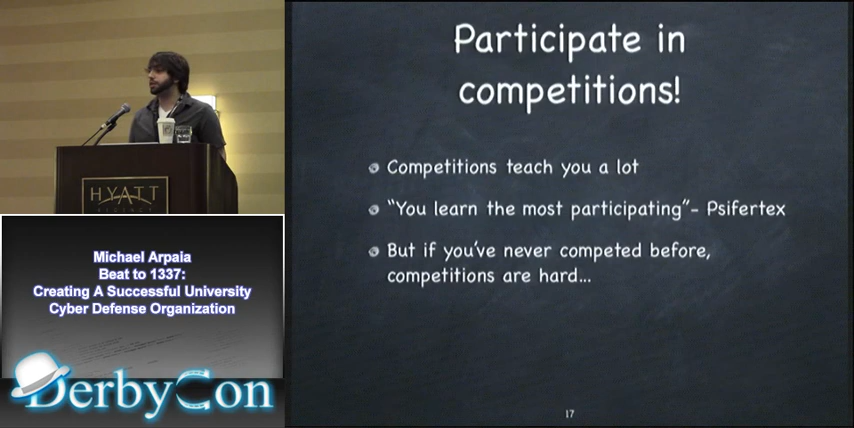 HYATT
REGENCY
Michael Arpaia
Beat to 1337:
Creating A Successful University
Cyber Defense Organization
DerbyCon
Participate in
competitions!
Competitions teach you a lot
“You learn the most participating”- Psifertex
But if you’ve never competed before,
competitions are hard...
17